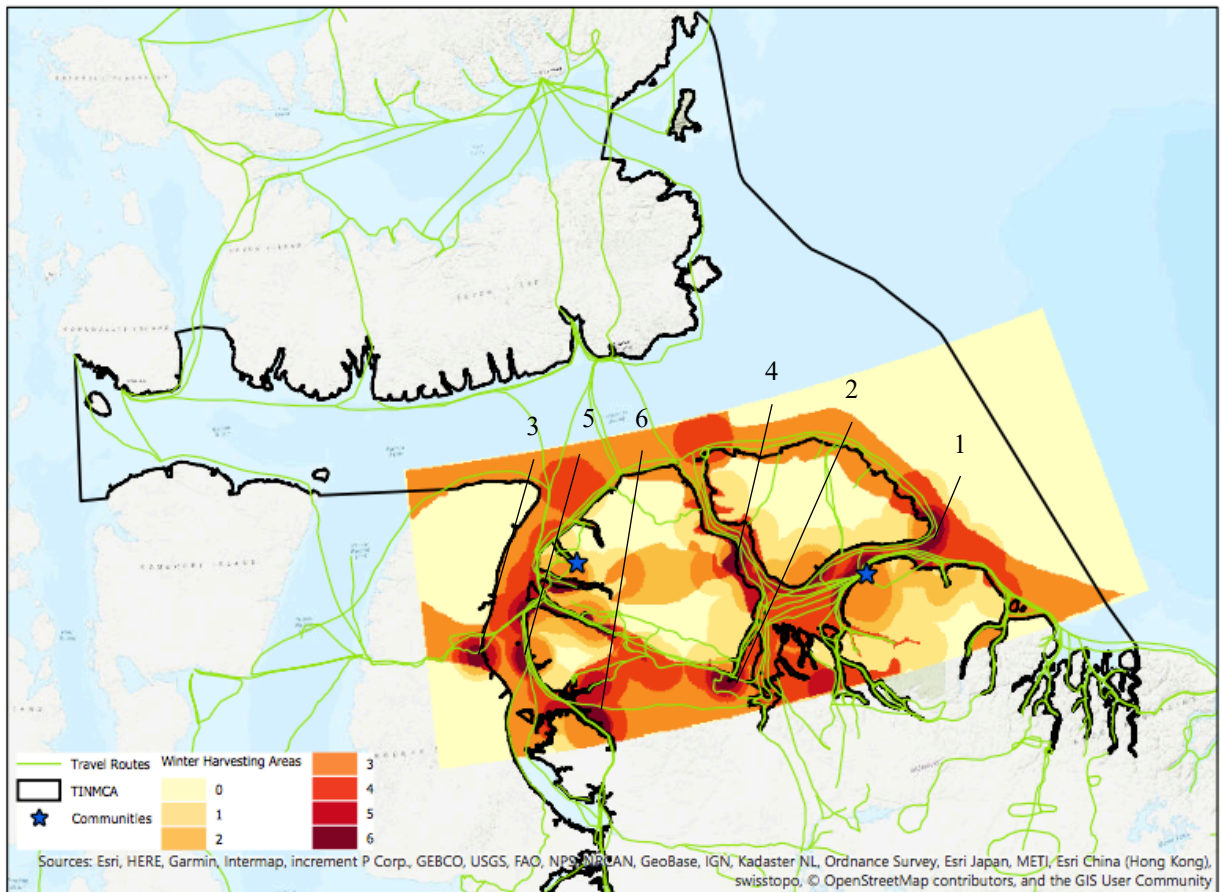 4
2
3
5
6
1
Travel Routes
TINMCA
Communities
Winter Harvesting Areas
0
1
2
3
4
5
6
Sources: Esri, HERE, Garmin, Intermap, increment P Corp., GEBCO, USGS, FAO, NPS, NRCAN, GeoBase, IGN, Kadaster NL, Ordnance Survey, Esri Japan, METI, Esri China (Hong Kong),
swisstopo, © OpenStreetMap contributors, and the GIS User Community